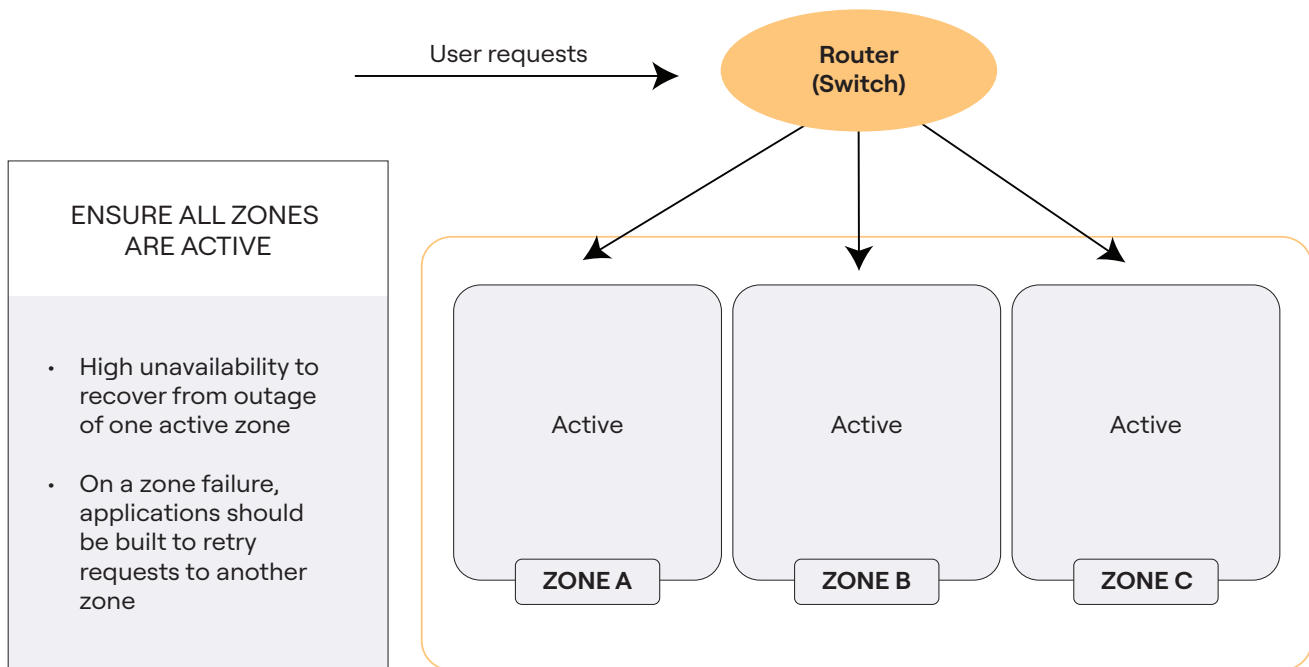 User requests
Router
(Switch)
ENSURE ALL ZONES
ARE ACTIVE
• High unavailability to
recover from outage
of one active zone
• On a zone failure,
applications should
be built to retry
requests to another
zone
Active
Active
Active
ZONE A
ZONE B
ZONE C